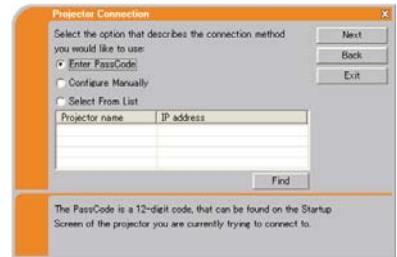 Projector Connection X
Select the option that describes the connection method
you would like to use:
Enter PassCode
Configure Manually
Select From List
Projector name IP address
Find
Next
Back
Exit
The PassCode is a 12-digit code, that can be found on the Startup
Screen of the projector you are currently trying to connect to.